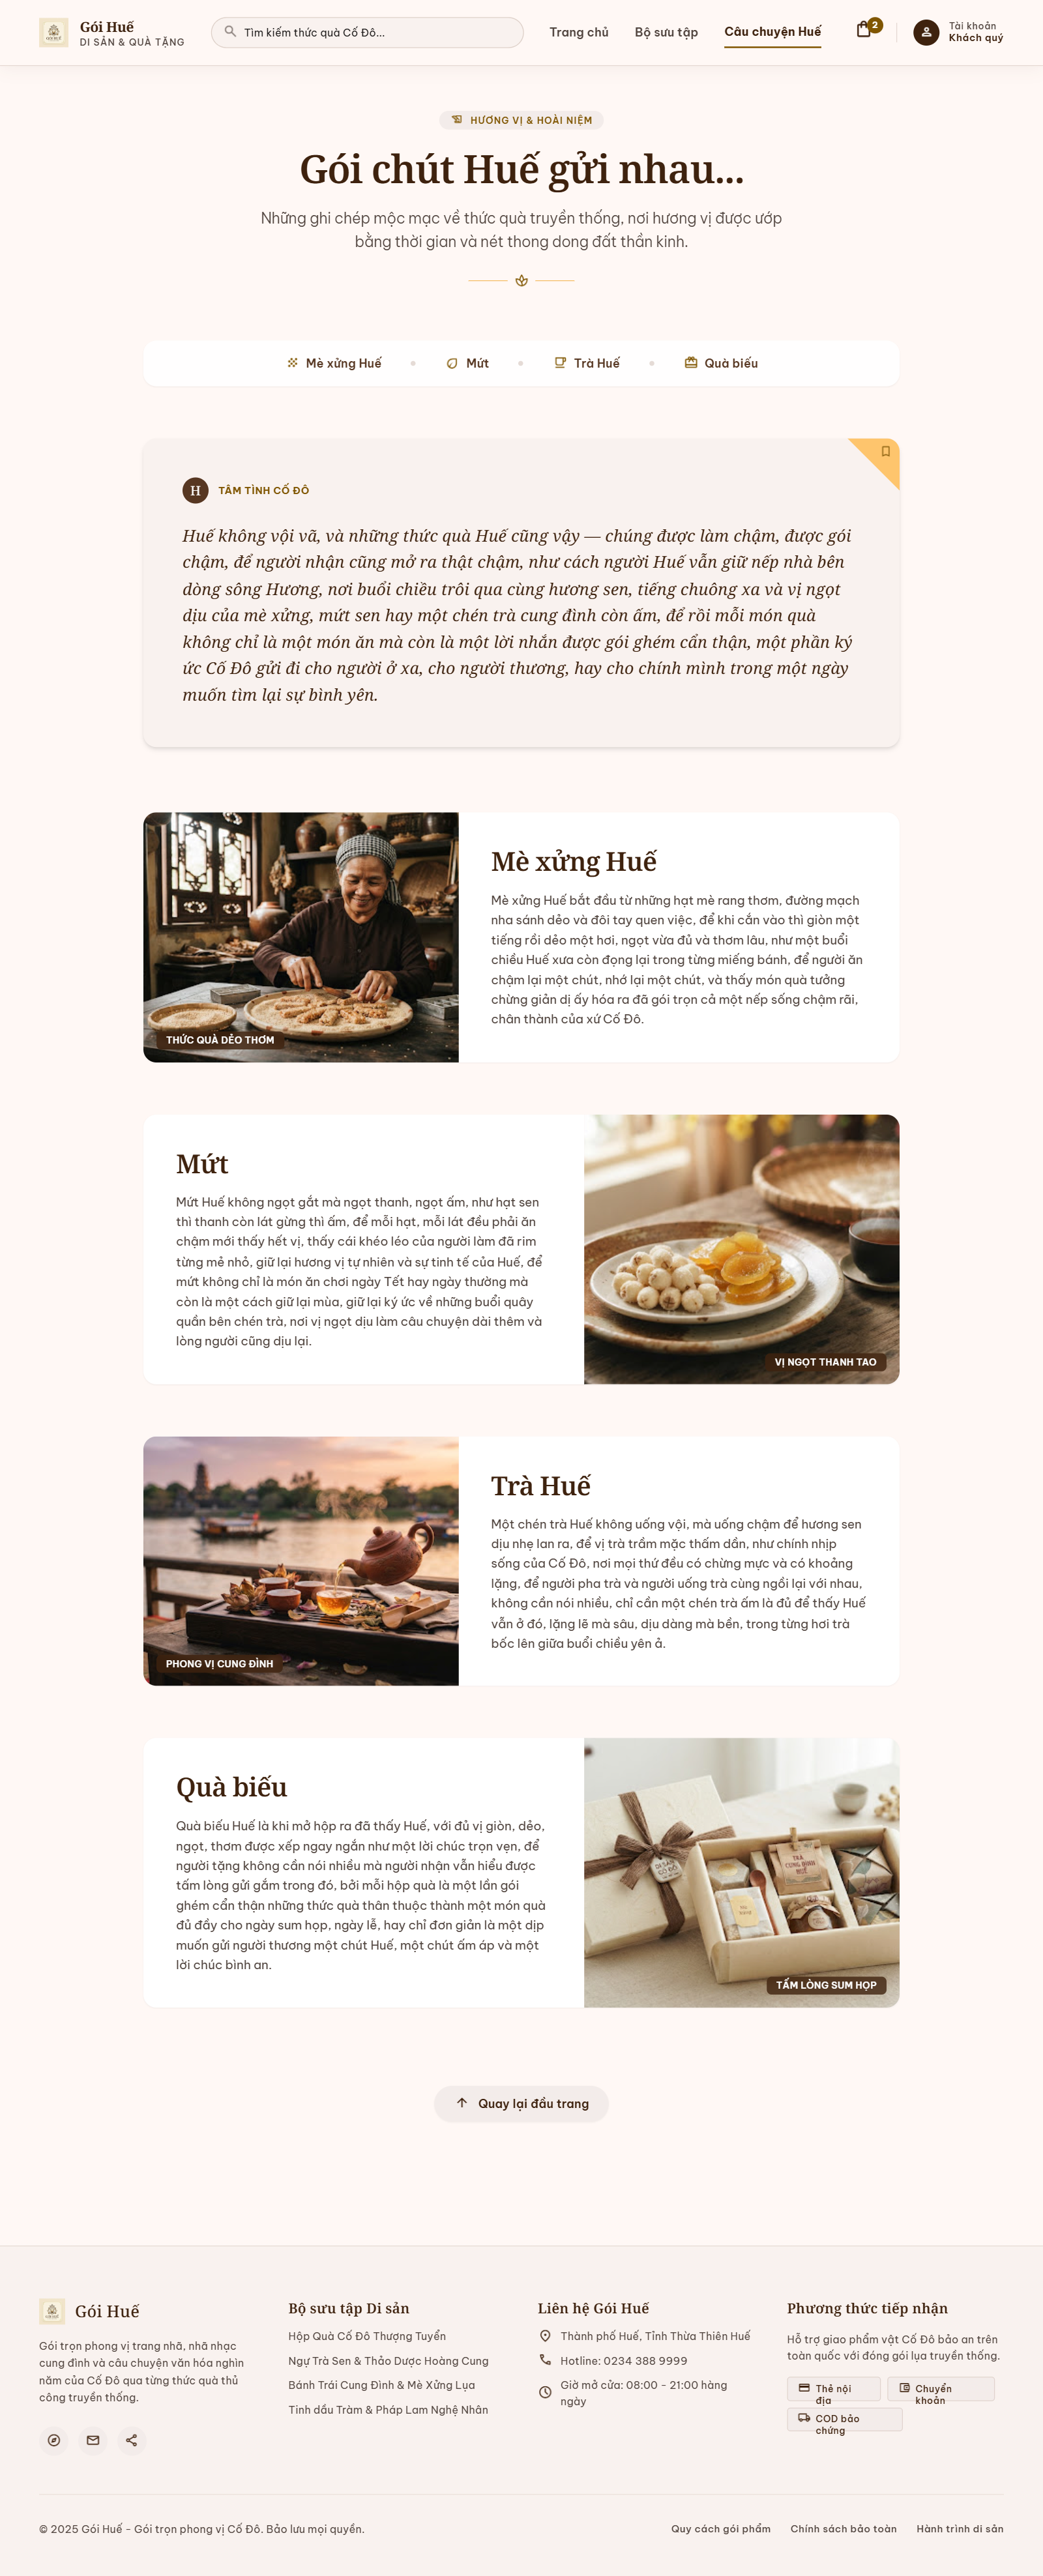 Gói Huế
DI SẢN & QUÀ TẶNG
Tìm kiếm thức quà Cố Đô...
Trang chủ
Bộ sưu tập
Câu chuyện Huế
2
Tài khoản
Khách quý
HƯƠNG VỊ & HOÀI NIỆM
Gói chút Huế gửi nhau...
Những ghi chép mộc mạc về thức quà truyền thống, nơi hương vị được ướp
bằng thời gian và nét thong dong đất thần kinh.
Mè xửng Huế
Mứt
Trà Huế
Quà biếu
H
TÂM TÌNH CỐ ĐÔ
Huế không vội vã, và những thức quà Huế cũng vậy — chúng được làm chậm, được gói
chậm, để người nhận cũng mở ra thật chậm, như cách người Huế vẫn giữ nếp nhà bên
dòng sông Hương, nơi buổi chiều trôi qua cùng hương sen, tiếng chuông xa và vị ngọt
dịu của mè xửng, mứt sen hay một chén trà cung đình còn ấm, để rồi mỗi món quà
không chỉ là một món ăn mà còn là một lời nhắn được gói ghém cẩn thận, một phần ký
ức Cố Đô gửi đi cho người ở xa, cho người thương, hay cho chính mình trong một ngày
muốn tìm lại sự bình yên.
THỨC QUÀ DẺO THƠM
Mè xửng Huế
Mè xửng Huế bắt đầu từ những hạt mè rang thơm, đường mạch
nha sánh dẻo và đôi tay quen việc, để khi cắn vào thì giòn một
tiếng rồi dẻo một hơi, ngọt vừa đủ và thơm lâu, như một buổi
chiều Huế xưa còn đọng lại trong từng miếng bánh, để người ăn
chậm lại một chút, nhớ lại một chút, và thấy món quà tưởng
chừng giản dị ấy hóa ra đã gói trọn cả một nếp sống chậm rãi,
chân thành của xứ Cố Đô.
Mứt
Mứt Huế không ngọt gắt mà ngọt thanh, ngọt ấm, như hạt sen
thì thanh còn lát gừng thì ấm, để mỗi hạt, mỗi lát đều phải ăn
chậm mới thấy hết vị, thấy cái khéo léo của người làm đã rim
từng mẻ nhỏ, giữ lại hương vị tự nhiên và sự tinh tế của Huế, để
mứt không chỉ là món ăn chơi ngày Tết hay ngày thường mà
còn là một cách giữ lại mùa, giữ lại ký ức về những buổi quây
quần bên chén trà, nơi vị ngọt dịu làm câu chuyện dài thêm và
lòng người cũng dịu lại.
VỊ NGỌT THANH TAO
PHONG VỊ CUNG ĐÌNH
Trà Huế
Một chén trà Huế không uống vội, mà uống chậm để hương sen
dịu nhẹ lan ra, để vị trà trầm mặc thấm dần, như chính nhịp
sống của Cố Đô, nơi mọi thứ đều có chừng mực và có khoảng
lặng, để người pha trà và người uống trà cùng ngồi lại với nhau,
không cần nói nhiều, chỉ cần một chén trà ấm là đủ để thấy Huế
vẫn ở đó, lặng lẽ mà sâu, dịu dàng mà bền, trong từng hơi trà
bốc lên giữa buổi chiều yên ả.
Quà biếu
Quà biếu Huế là khi mở hộp ra đã thấy Huế, với đủ vị giòn, dẻo,
ngọt, thơm được xếp ngay ngắn như một lời chúc trọn vẹn, để
người tặng không cần nói nhiều mà người nhận vẫn hiểu được
tấm lòng gửi gắm trong đó, bởi mỗi hộp quà là một lần gói
ghém cẩn thận những thức quà thân thuộc thành một món quà
đủ đầy cho ngày sum họp, ngày lễ, hay chỉ đơn giản là một dịp
muốn gửi người thương một chút Huế, một chút ấm áp và một
lời chúc bình an.
DI SẢN
CỐ ĐÔ
TRÀ
CUNG ĐÌNH
HUẾ
TẤM LÒNG SUM HỌP
Quay lại đầu trang
Gói Huế
Gói trọn phong vị trang nhã, nhã nhạc
cung đình và câu chuyện văn hóa nghìn
năm của Cố Đô qua từng thức quà thủ
công truyền thống.
Bộ sưu tập Di sản
Hộp Quà Cố Đô Thượng Tuyển
Ngự Trà Sen & Thảo Dược Hoàng Cung
Bánh Trái Cung Đình & Mè Xửng Lụa
Tinh dầu Tràm & Pháp Lam Nghệ Nhân
Liên hệ Gói Huế
Thành phố Huế, Tỉnh Thừa Thiên Huế
Hotline: 0234 388 9999
Giờ mở cửa: 08:00 - 21:00 hàng
ngày
Phương thức tiếp nhận
Hỗ trợ giao phẩm vật Cố Đô bảo an trên
toàn quốc với đóng gói lụa truyền thống.
Thẻ nội
địa
Chuyển
khoản
COD bảo
chứng
© 2025 Gói Huế - Gói trọn phong vị Cố Đô. Bảo lưu mọi quyền.
Quy cách gói phẩm
Chính sách bảo toàn
Hành trình di sản